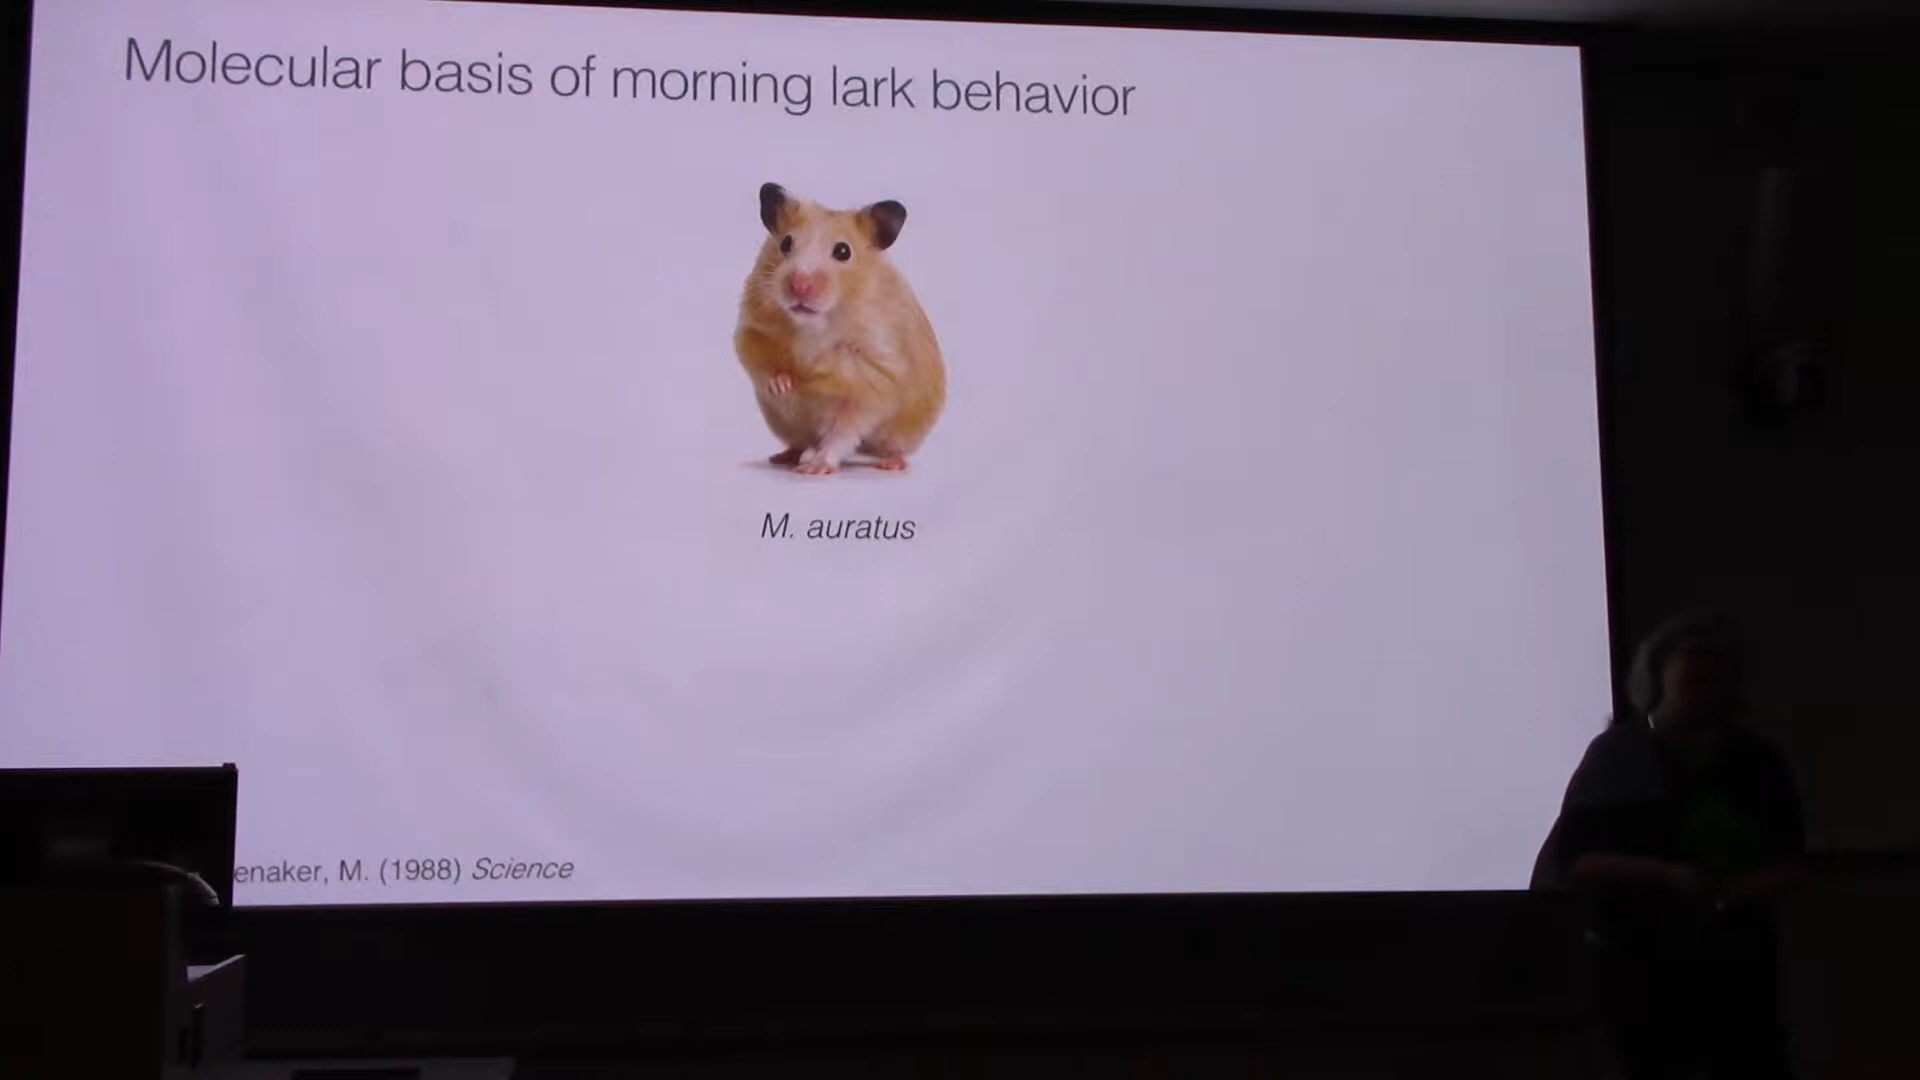 Molecular basis of morning lark behavior
M. auratus
enaker, M. (1988) Science